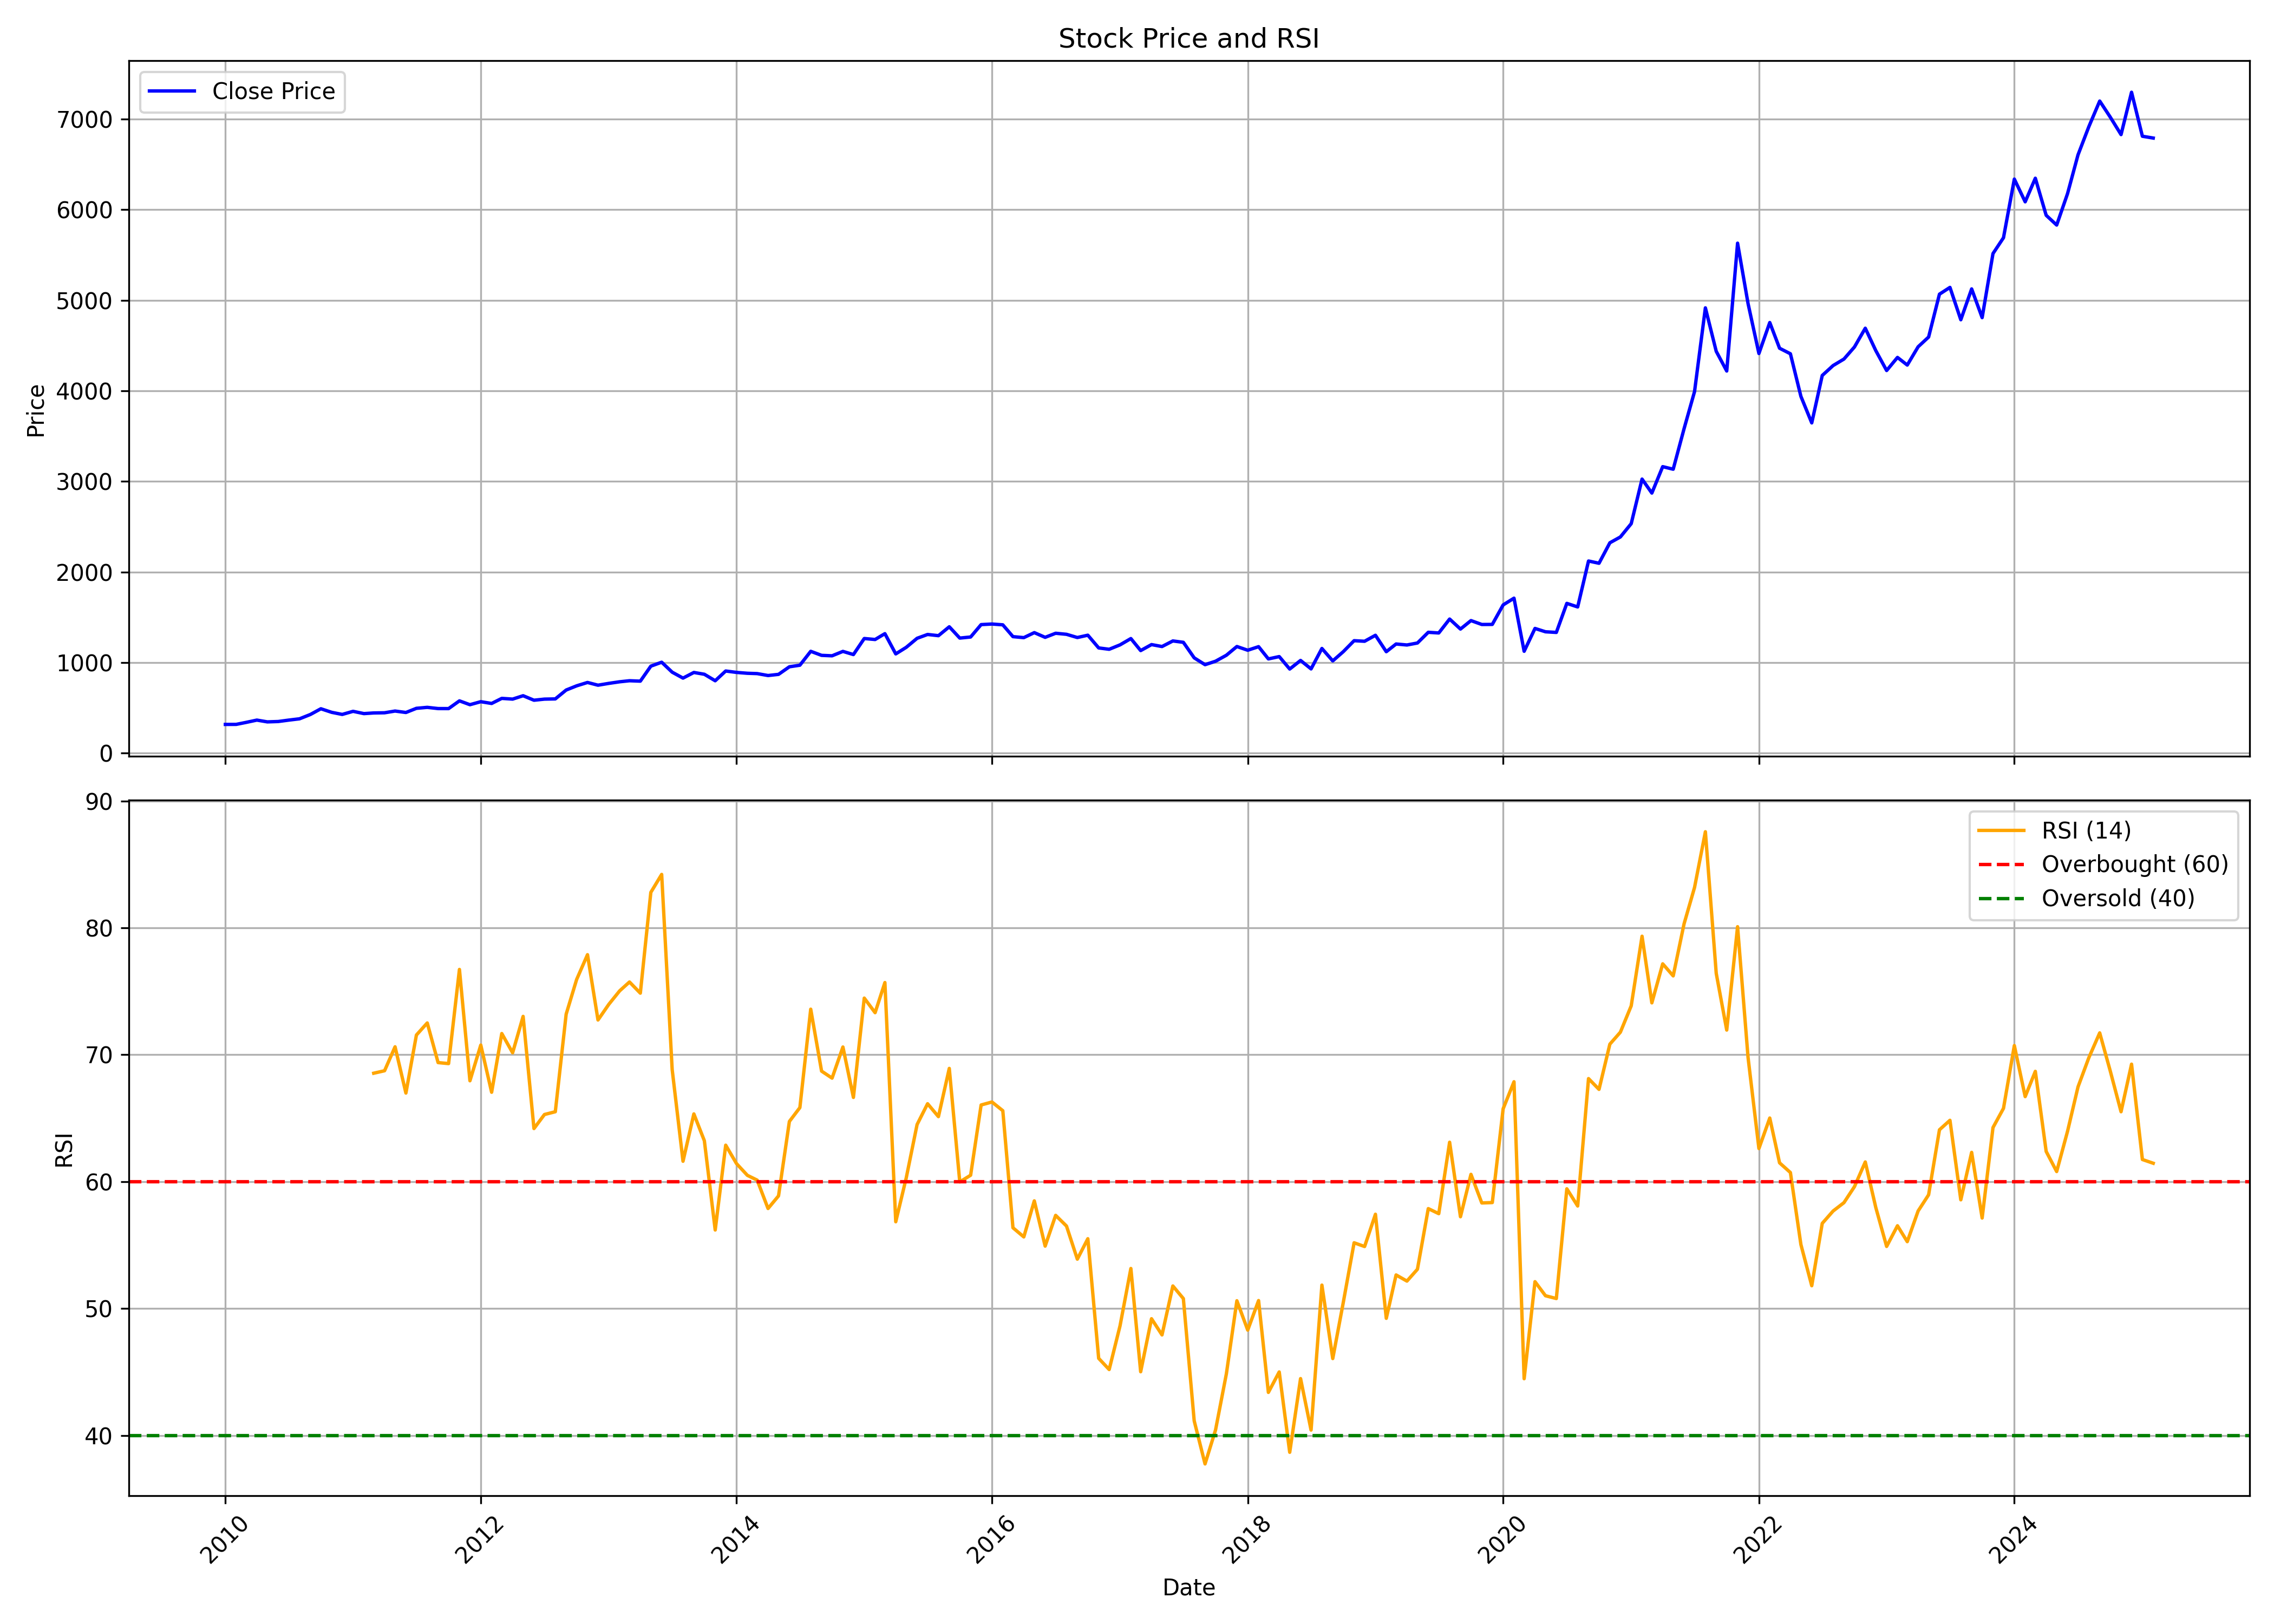 Stock Price and RSI
Close Price
7000
6000
5000
4000
3000
2000
1000
0
Price
90
80
70
60
50
40
RSI
RSI (14)
Overbought (60)
Oversold (40)
2010
2012
2014
2016
2018
2020
2022
2024
Date